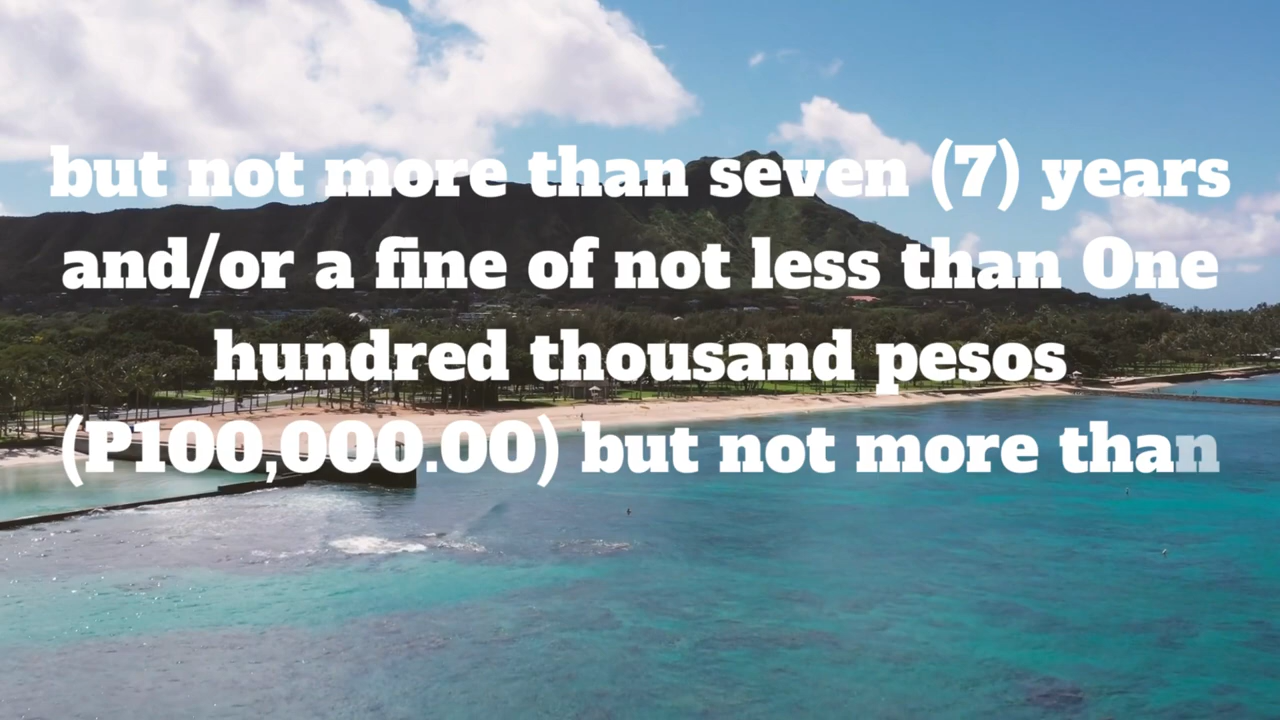 but not more than seven (7) years
and/or a fine of not less than One
hundred thousand pesos
(P100,000.00) but not more than